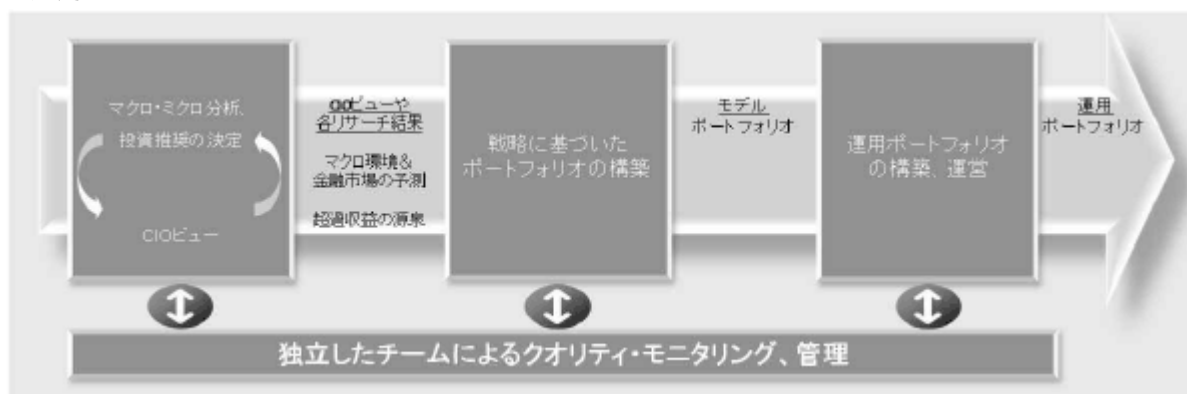 マクロ・ミクロ分析、
投資推奨の決定
CIOビュー
CIOビューや
各リサーチ結果
マクロ環境&
金融市場の予測
超過収益の源泉
戦略に基づいた
ポートフォリオの構築
モデル
ポートフォリオ
運用ポートフォリオ
の構築、運営
運用
ポートフォリオ
独立したチームによるクオリティ・モニタリング、管理